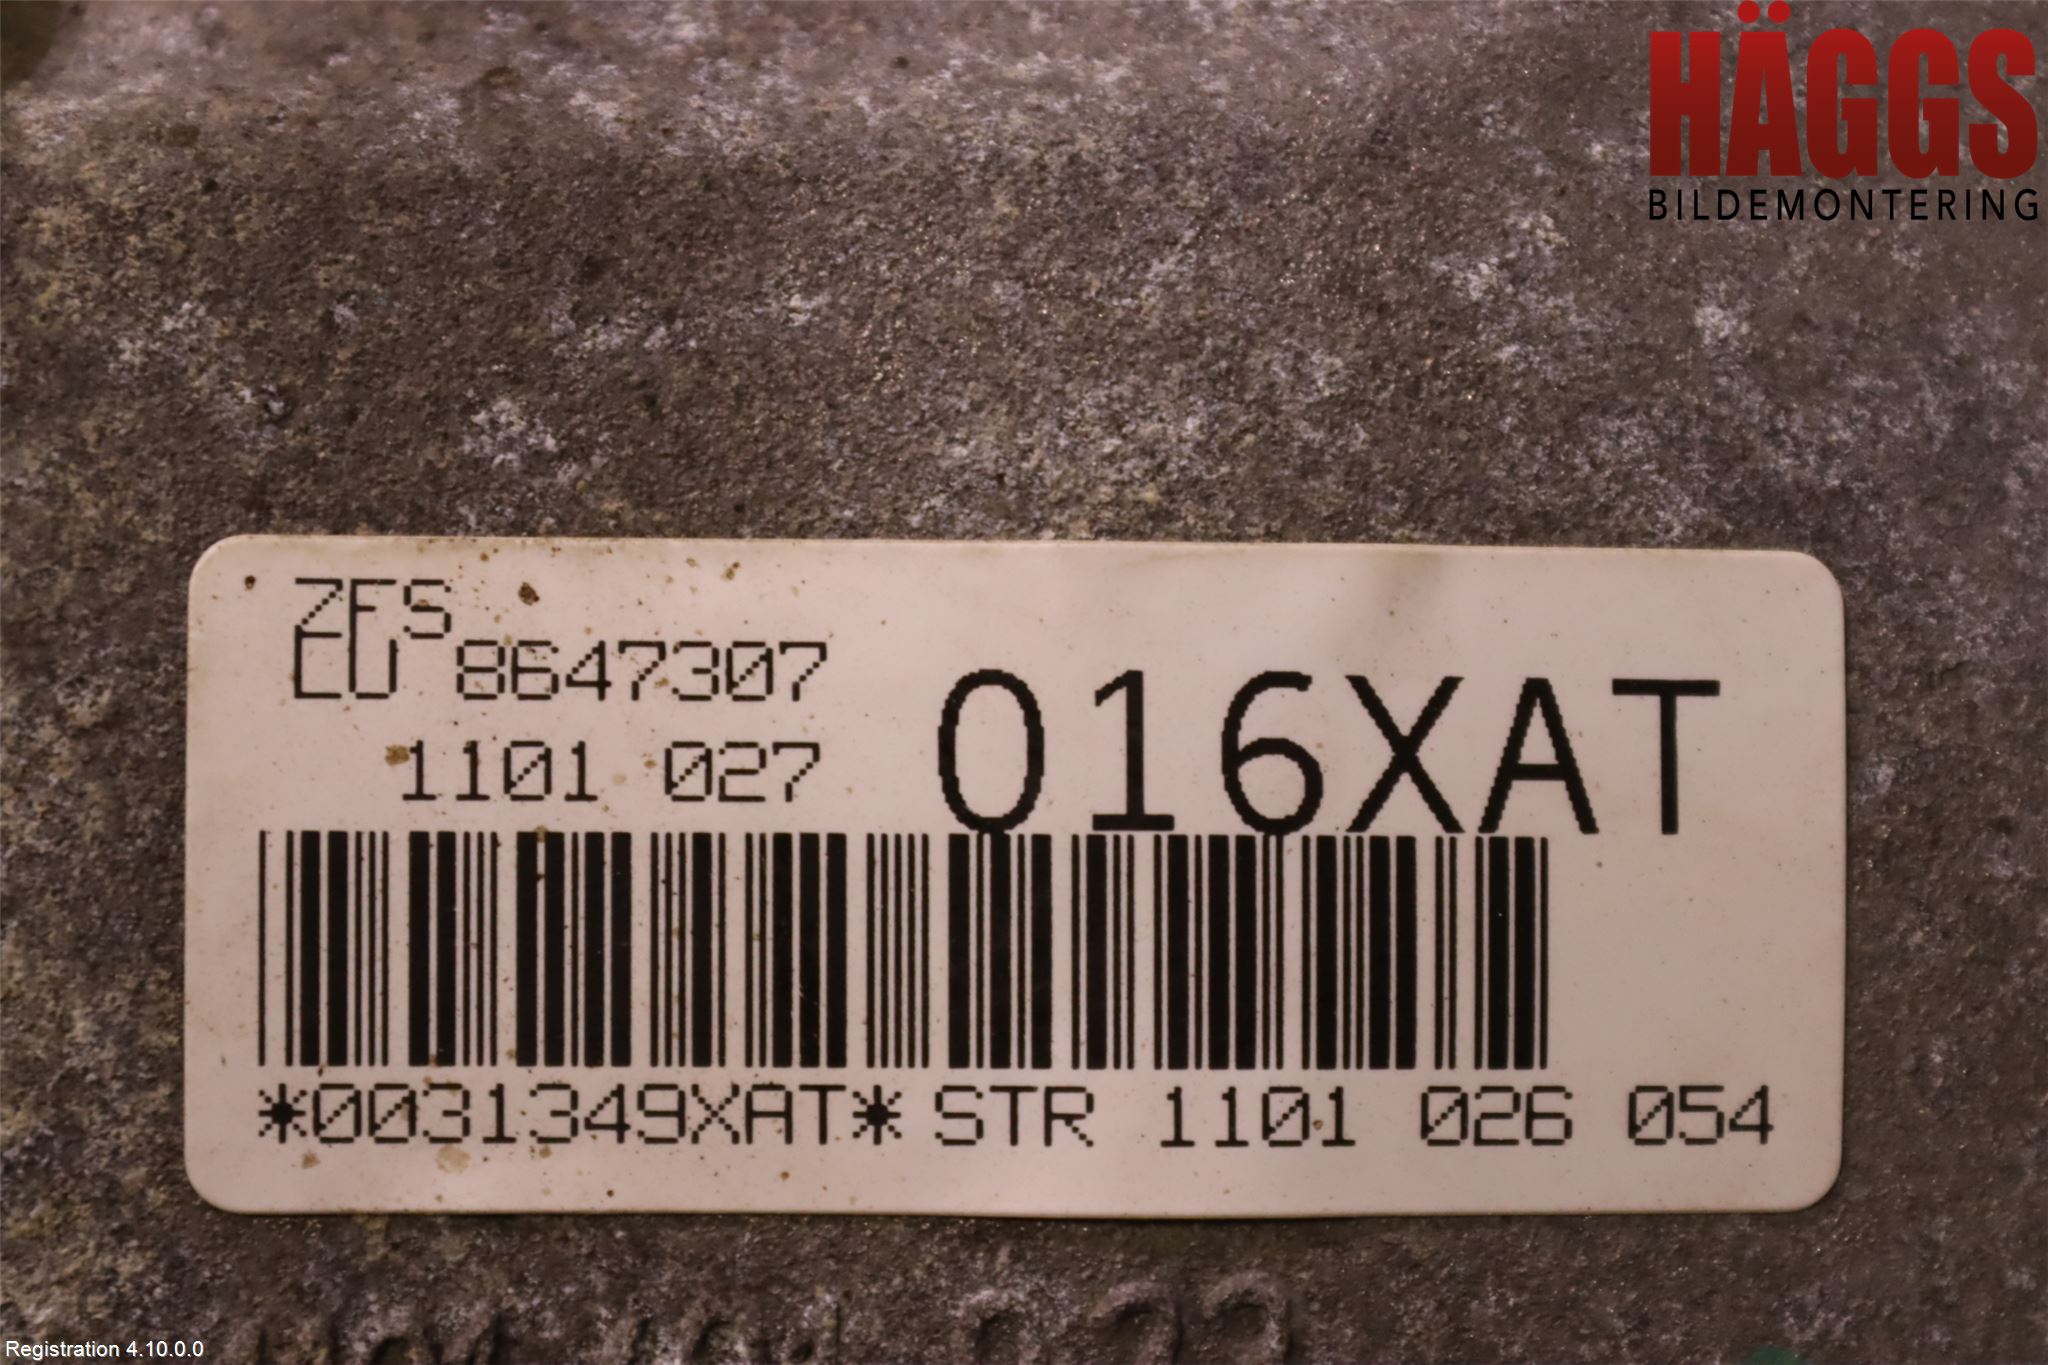 HÄGGS
BILDEMONTERING
ZFS
EU 8647307
1101 027
016XAT
*0031349XAT* STR 1101 026 054
Registration 4.10.0.0